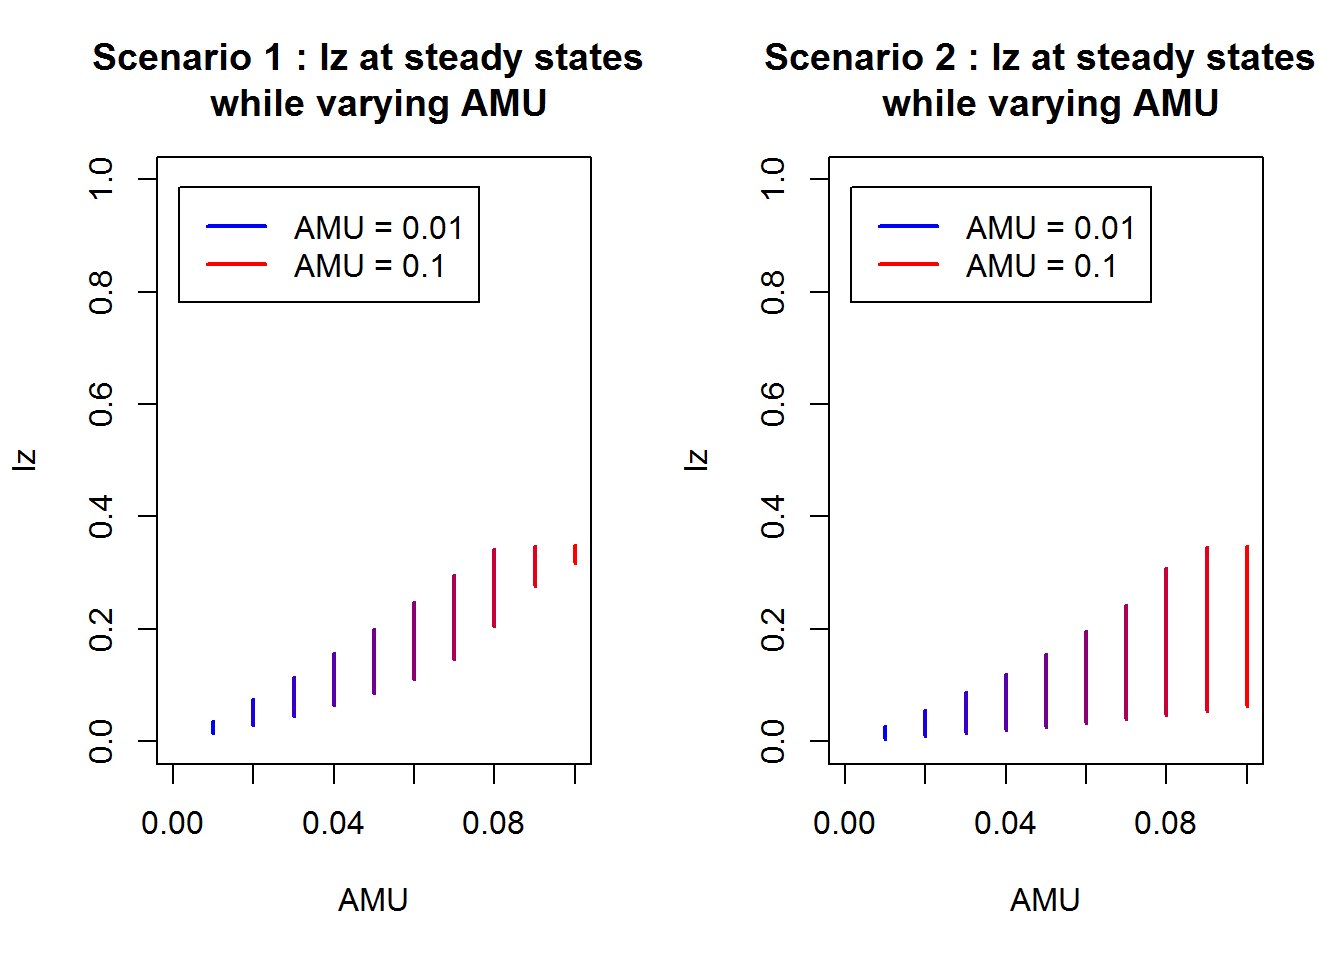 Scenario 1 : Iz at steady states
while varying AMU
1.0
0.8
0.6
0.4
0.2
0.0
Iz
AMU = 0.01
AMU = 0.1
0.00 0.04 0.08
AMU
Scenario 2 : Iz at steady states
while varying AMU
1.0
0.8
0.6
0.4
0.2
0.0
Iz
AMU = 0.01
AMU = 0.1
0.00 0.04 0.08
AMU